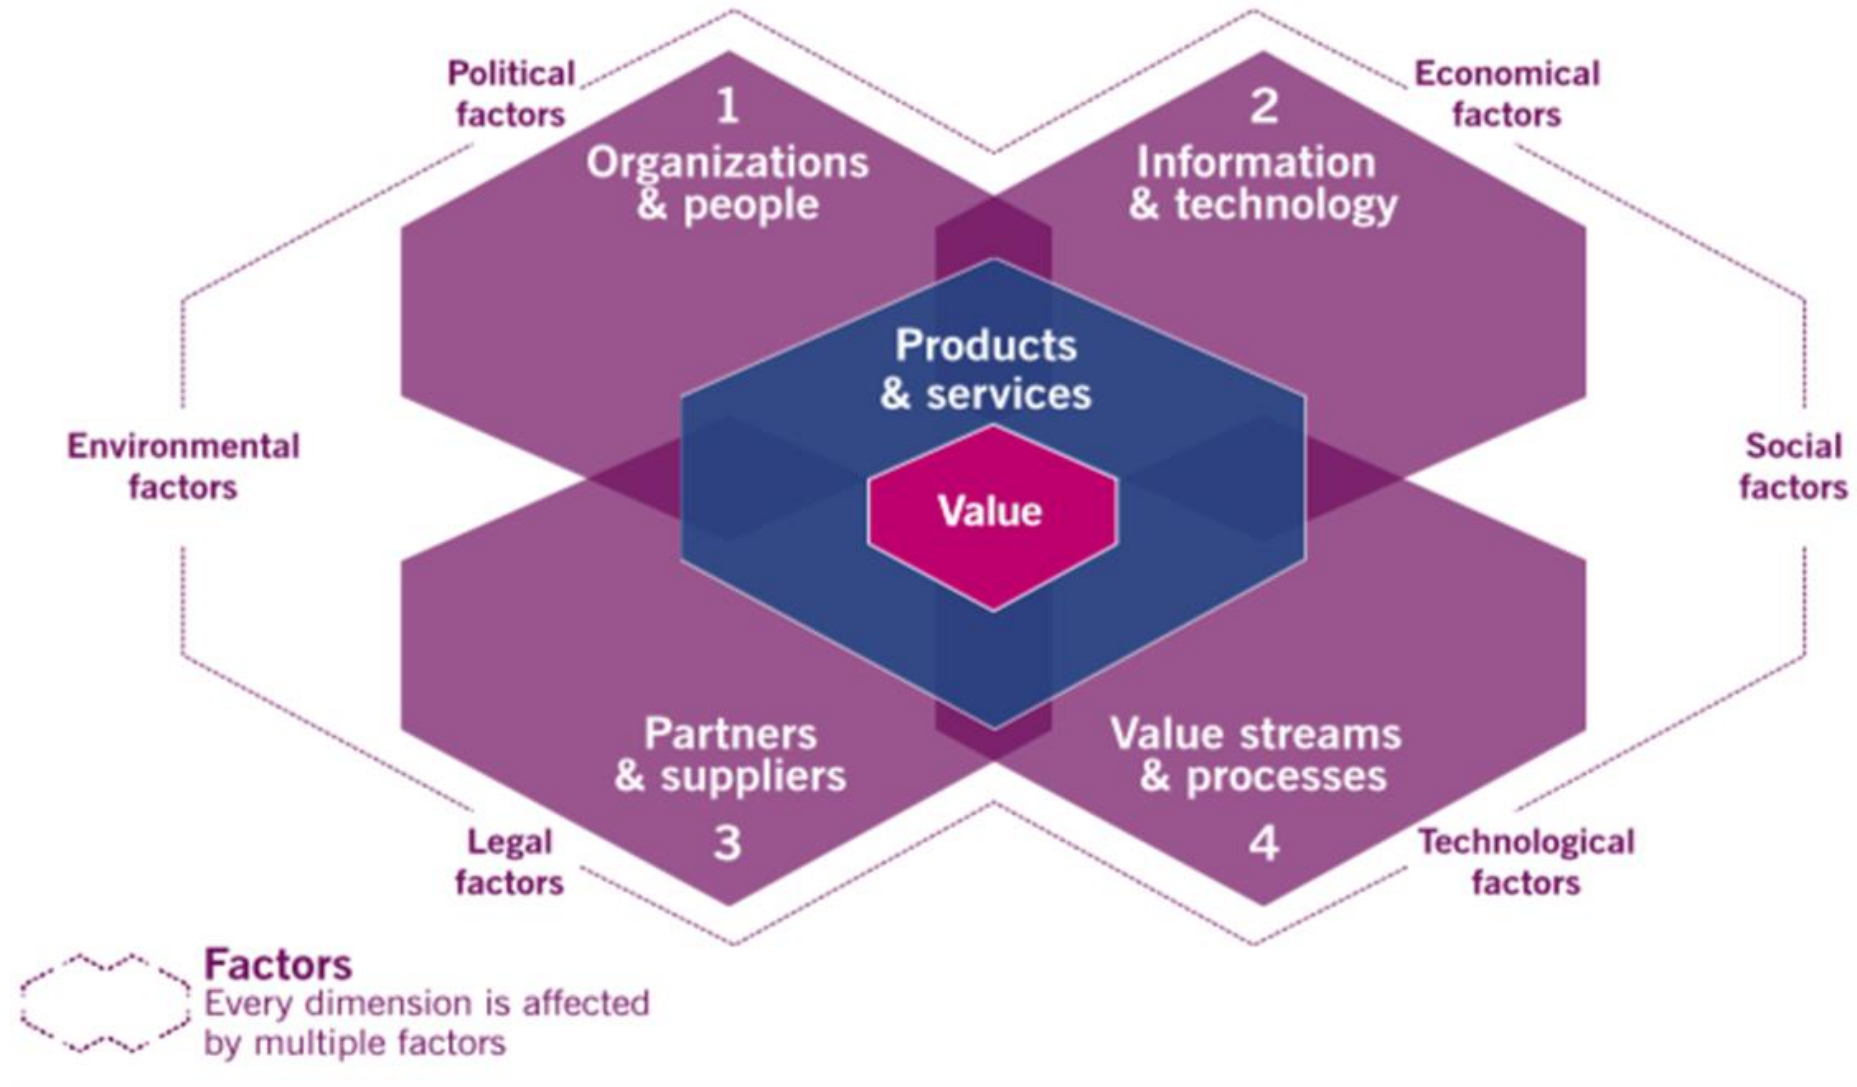 Political
factors
Economical
factors
1
Organizations
& people
2
Information
& technology
Products
& services
Value
Environmental
factors
Social
factors
Partners
& suppliers
3
Value streams
& processes
4
Legal
factors
Technological
factors
Factors
Every dimension is affected
by multiple factors